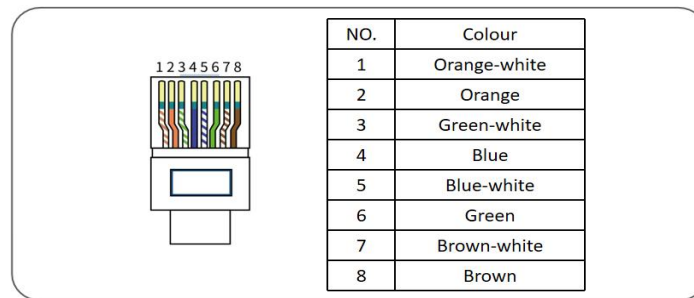 12345678
NO. Colour
1 Orange-white
2 Orange
3 Green-white
4 Blue
5 Blue-white
6 Green
7 Brown-white
8 Brown